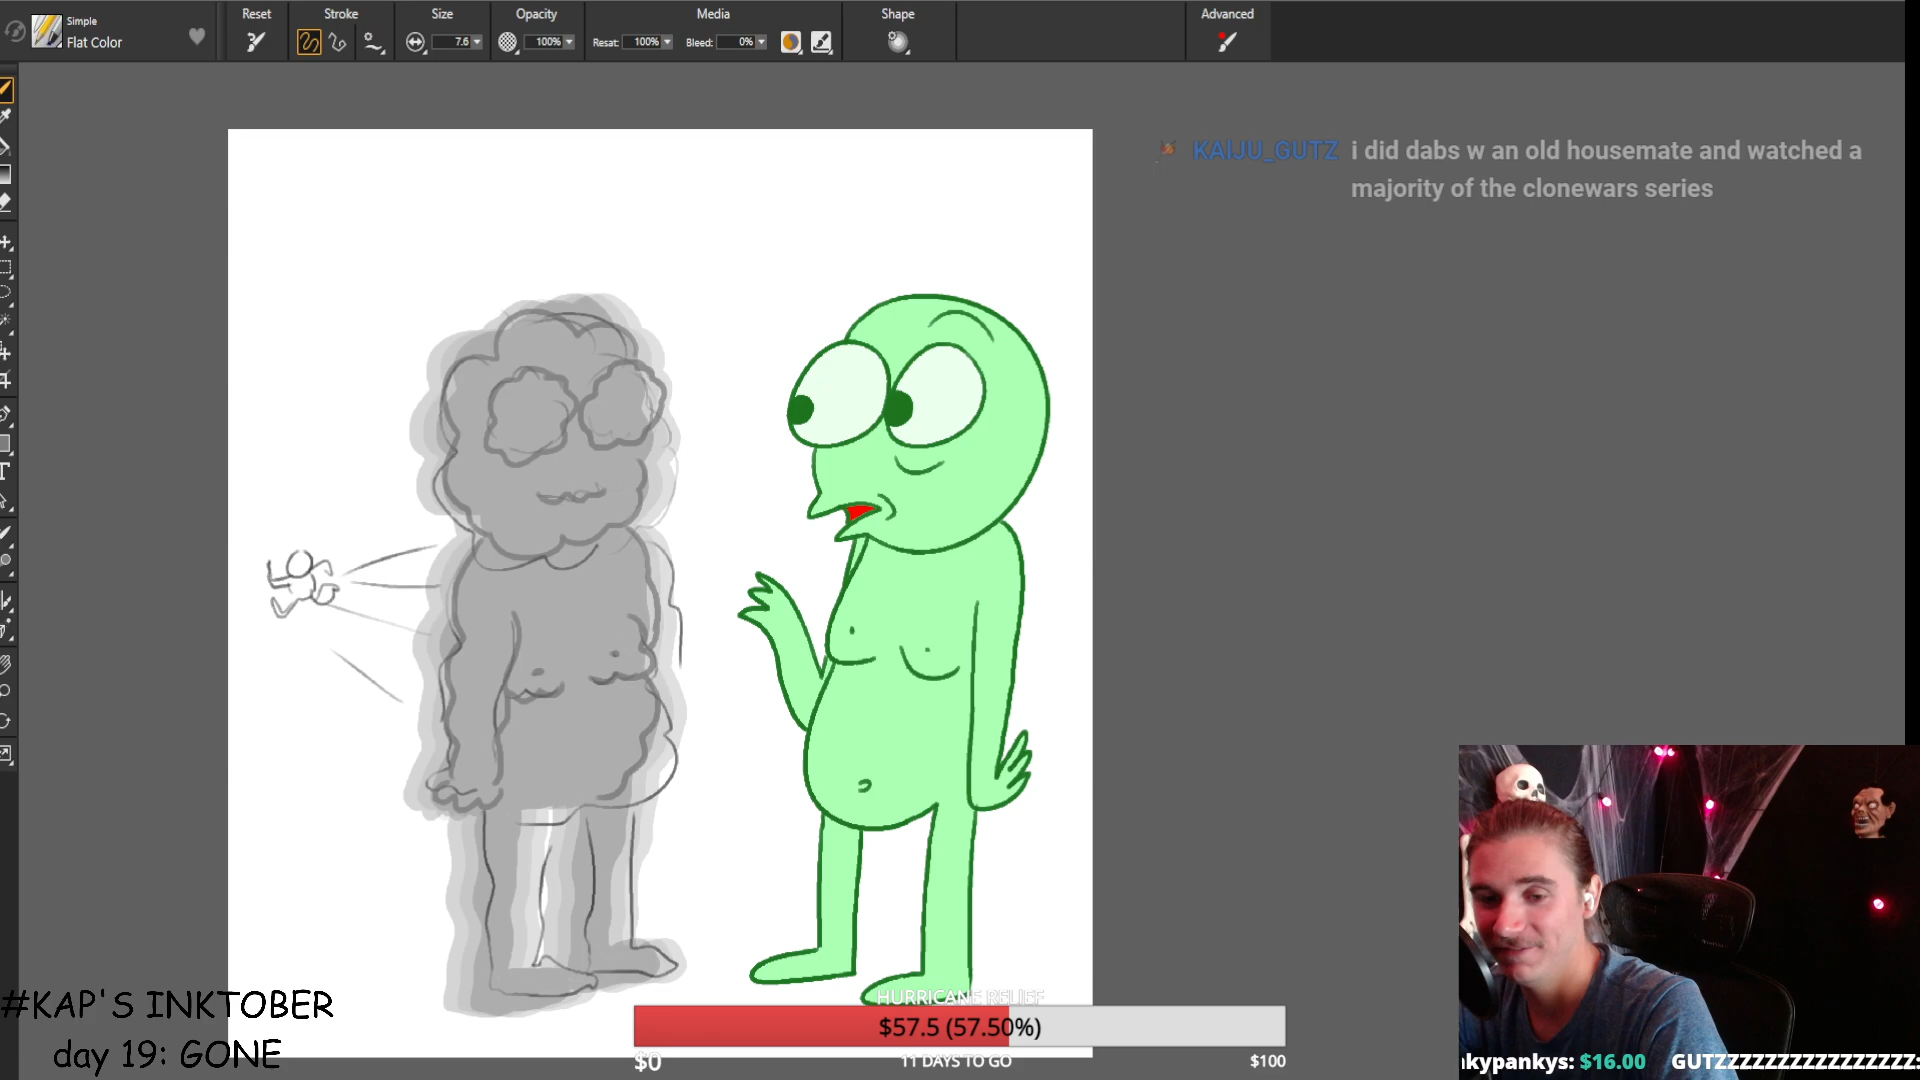 Simple
Flat Color
Reset
Stroke
Size
7.6
Opacity
100%
Media
Resat: 100%
Bleed: 0%
Shape
Advanced
KAIJU_GUTZ i did dabs w an old housemate and watched a
majority of the clonewars series
T
#KAP'S INKTOBER
day 19: GONE
HURRICANE RELIEF
$57.5 (57.50%)
$0
11 DAYS TO GO
$100
nkypankys: $16.00
GUTZZZZZZZZZZZZZZZZ: